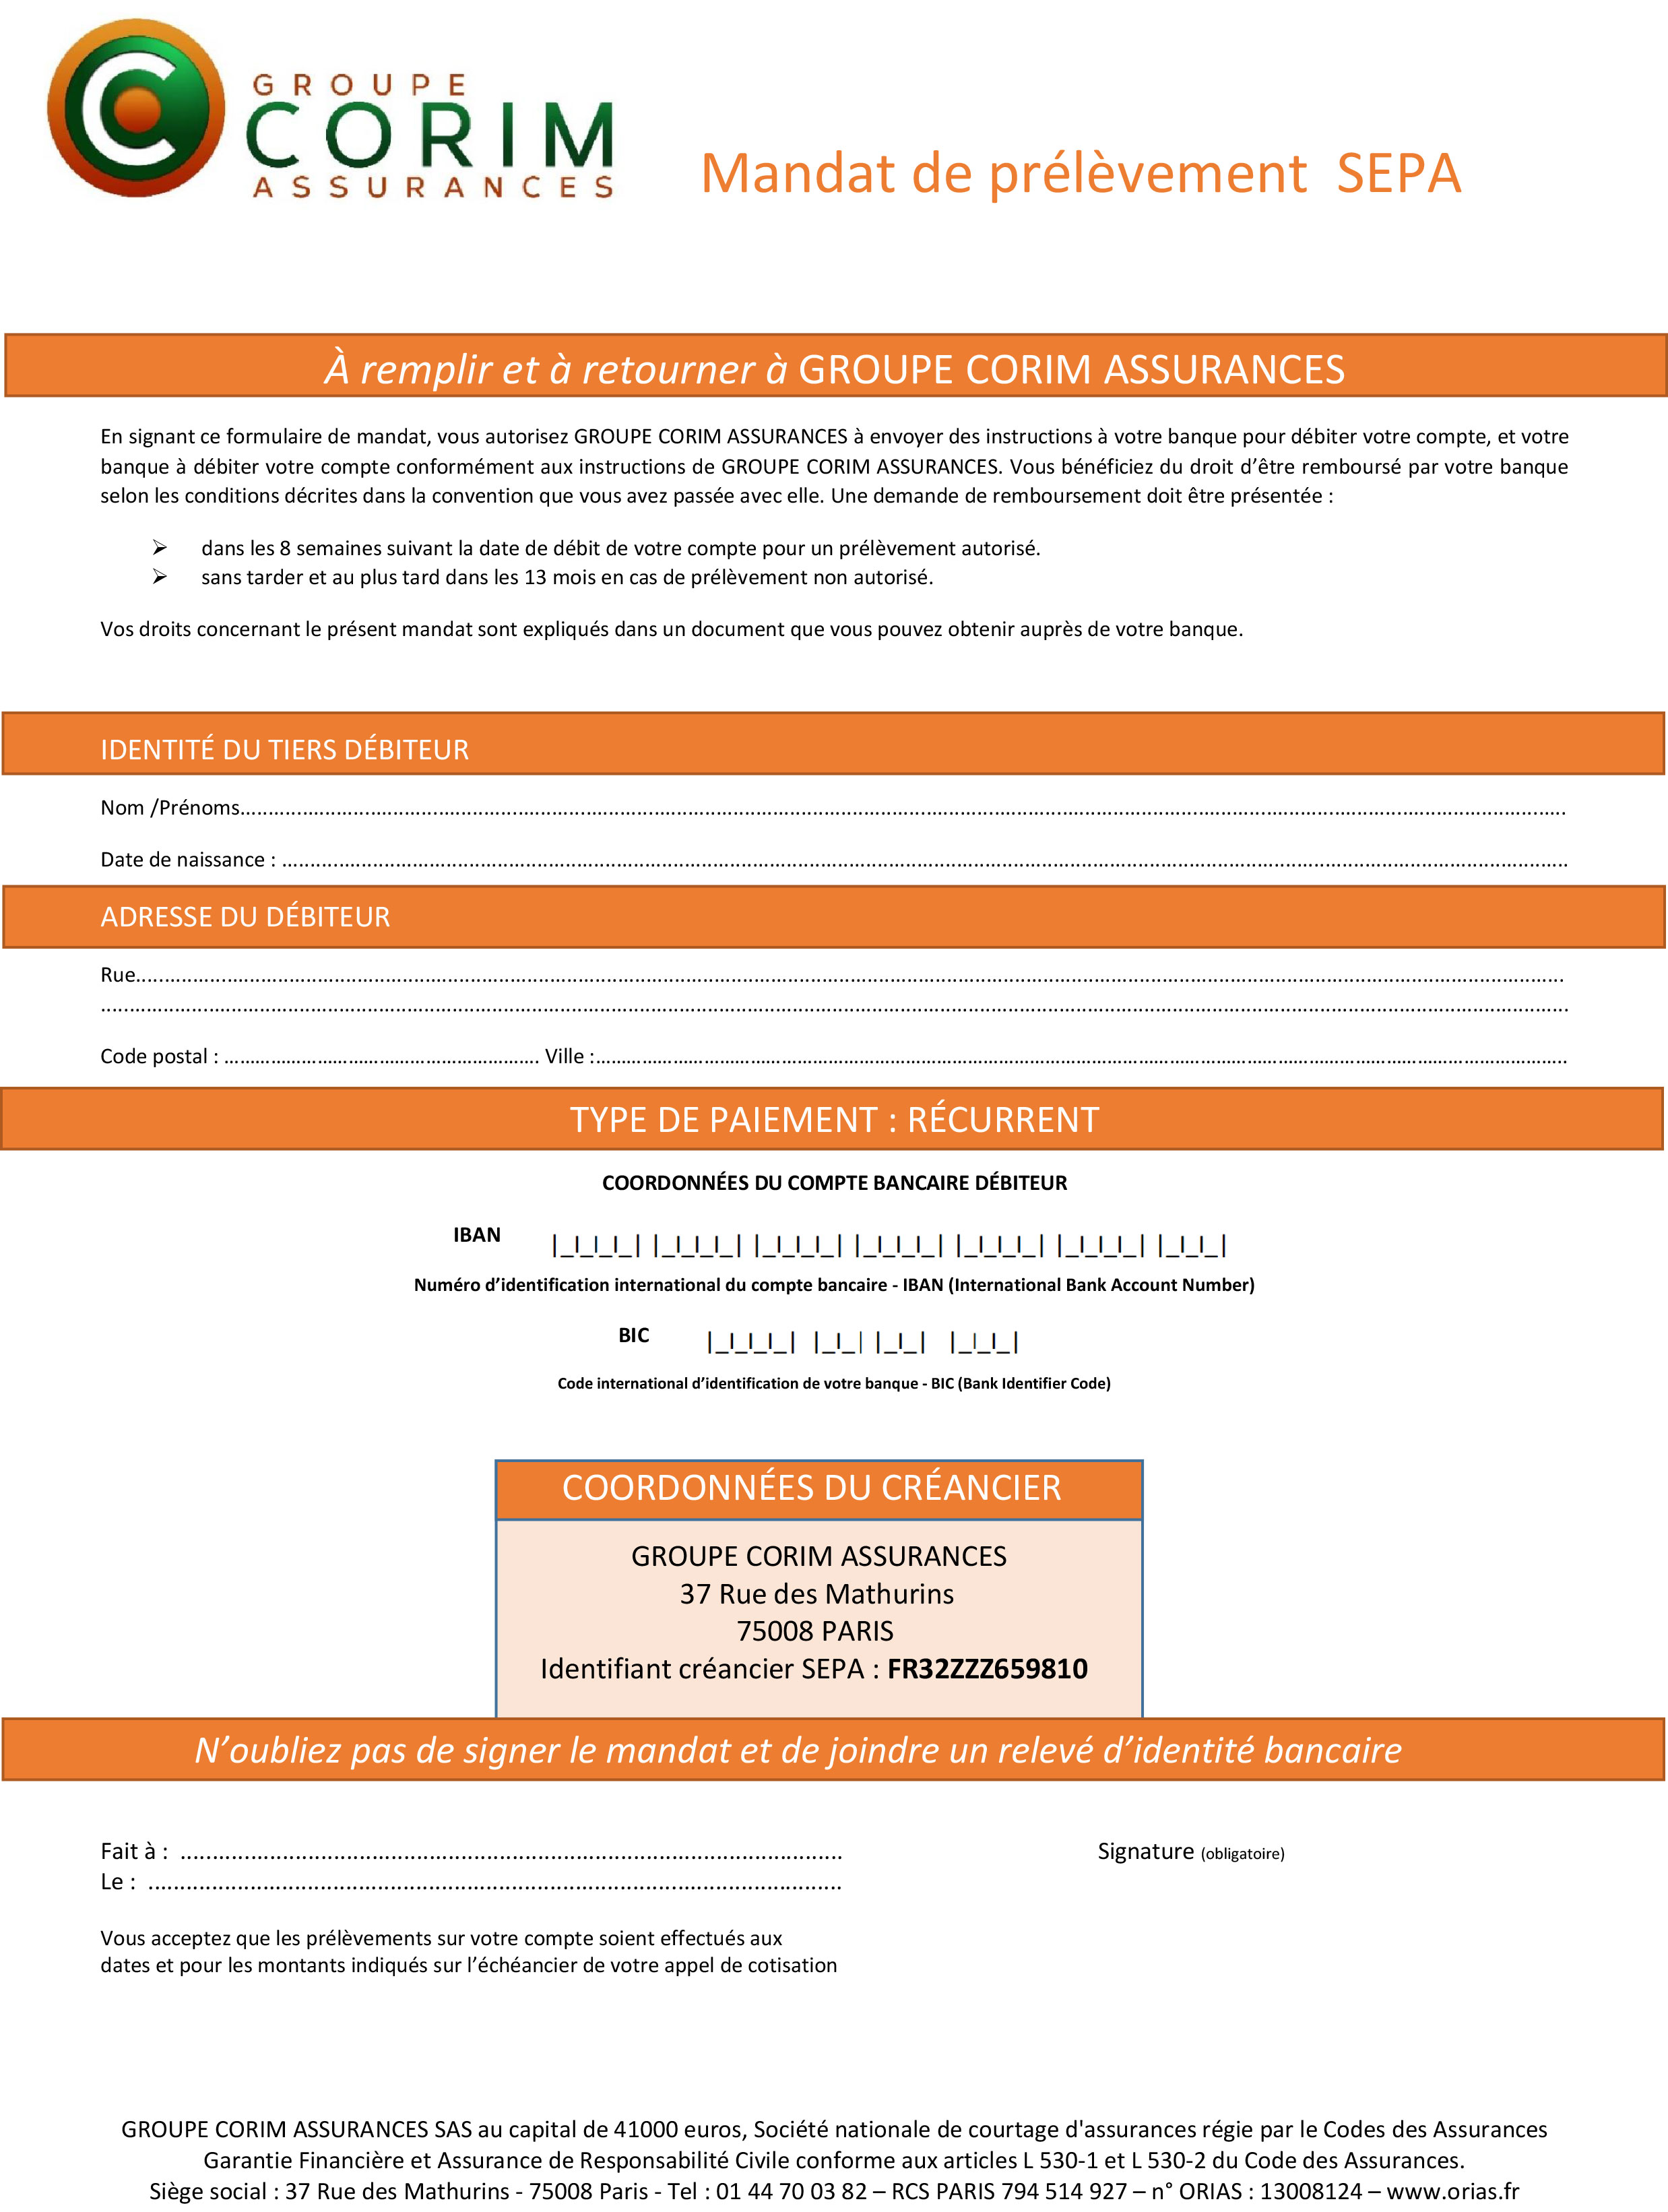 GROUPE
CORIM
ASSURANCES
Mandat de prélèvement SEPA
À remplir et à retourner à GROUPE CORIM ASSURANCES
En signant ce formulaire de mandat, vous autorisez GROUPE CORIM ASSURANCES à envoyer des instructions à votre banque pour débiter votre compte, et votre
banque à débiter votre compte conformément aux instructions de GROUPE CORIM ASSURANCES. Vous bénéficiez du droit d’être remboursé par votre banque
selon les conditions décrites dans la convention que vous avez passée avec elle. Une demande de remboursement doit être présentée :
➢ dans les 8 semaines suivant la date de débit de votre compte pour un prélèvement autorisé.
➢ sans tarder et au plus tard dans les 13 mois en cas de prélèvement non autorisé.
Vos droits concernant le présent mandat sont expliqués dans un document que vous pouvez obtenir auprès de votre banque.
IDENTITÉ DU TIERS DÉBITEUR
Nom /Prénoms..........
Date de naissance : ..........
ADRESSE DU DÉBITEUR
Rue..........
..........
Code postal : .......... Ville :..........
TYPE DE PAIEMENT : RÉCURRENT
COORDONNÉES DU COMPTE BANCAIRE DÉBITEUR
IBAN |_I_I_I_| |_I_I_I_| |_I_I_I_| |_I_I_I_| |_I_I_I_| |_I_I_I_| |_I_I_|
Numéro d’identification international du compte bancaire - IBAN (International Bank Account Number)
BIC |_I_I_I_| |_I_| |_I_| |_I_I_|
Code international d’identification de votre banque - BIC (Bank Identifier Code)
COORDONNÉES DU CRÉANCIER
GROUPE CORIM ASSURANCES
37 Rue des Mathurins
75008 PARIS
Identifiant créancier SEPA : FR32ZZZ659810
N’oubliez pas de signer le mandat et de joindre un relevé d’identité bancaire
Fait à : .......... Signature (obligatoire)
Le : ..........
Vous acceptez que les prélèvements sur votre compte soient effectués aux
dates et pour les montants indiqués sur l’échéancier de votre appel de cotisation
GROUPE CORIM ASSURANCES SAS au capital de 41000 euros, Société nationale de courtage d'assurances régie par le Codes des Assurances
Garantie Financière et Assurance de Responsabilité Civile conforme aux articles L 530-1 et L 530-2 du Code des Assurances.
Siège social : 37 Rue des Mathurins - 75008 Paris - Tel : 01 44 70 03 82 – RCS PARIS 794 514 927 – n° ORIAS : 13008124 – www.orias.fr